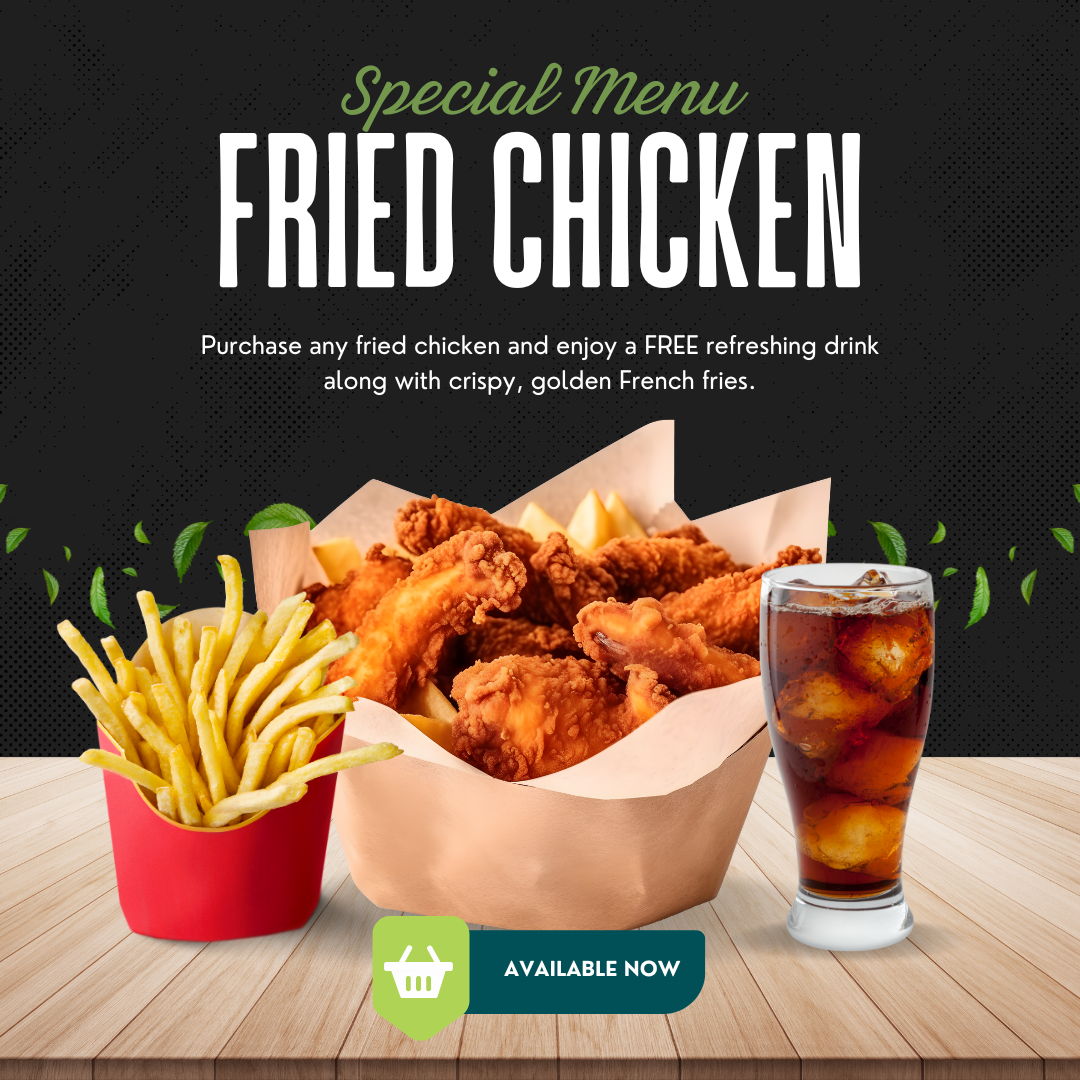 Special Menu
FRIED CHICKEN
Purchase any fried chicken and enjoy a FREE refreshing drink
along with crispy, golden French fries.
AVAILABLE NOW